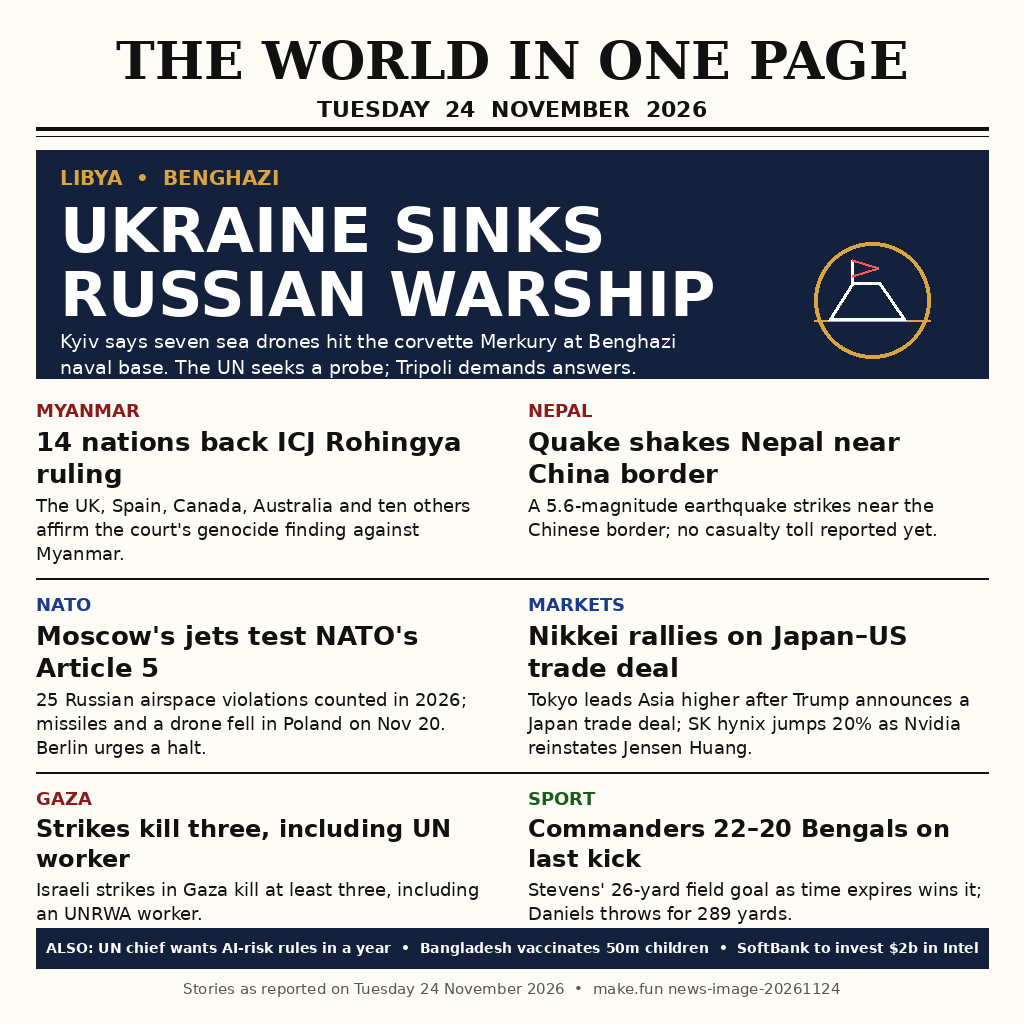 THE WORLD IN ONE PAGE
TUESDAY 24 NOVEMBER 2026
LIBYA • BENGHAZI
UKRAINE SINKS
RUSSIAN WARSHIP
Kyiv says seven sea drones hit the corvette Merkury at Benghazi
naval base. The UN seeks a probe; Tripoli demands answers.
MYANMAR
14 nations back ICJ Rohingya
ruling
The UK, Spain, Canada, Australia and ten others
affirm the court's genocide finding against
Myanmar.
NEPAL
Quake shakes Nepal near
China border
A 5.6-magnitude earthquake strikes near the
Chinese border; no casualty toll reported yet.
NATO
Moscow's jets test NATO's
Article 5
25 Russian airspace violations counted in 2026;
missiles and a drone fell in Poland on Nov 20.
Berlin urges a halt.
MARKETS
Nikkei rallies on Japan–US
trade deal
Tokyo leads Asia higher after Trump announces a
Japan trade deal; SK hynix jumps 20% as Nvidia
reinstates Jensen Huang.
GAZA
Strikes kill three, including UN
worker
Israeli strikes in Gaza kill at least three, including
an UNRWA worker.
SPORT
Commanders 22–20 Bengals on
last kick
Stevens' 26-yard field goal as time expires wins it;
Daniels throws for 289 yards.
ALSO: UN chief wants AI-risk rules in a year • Bangladesh vaccinates 50m children • SoftBank to invest $2b in Intel
Stories as reported on Tuesday 24 November 2026 • make.fun news-image-20261124